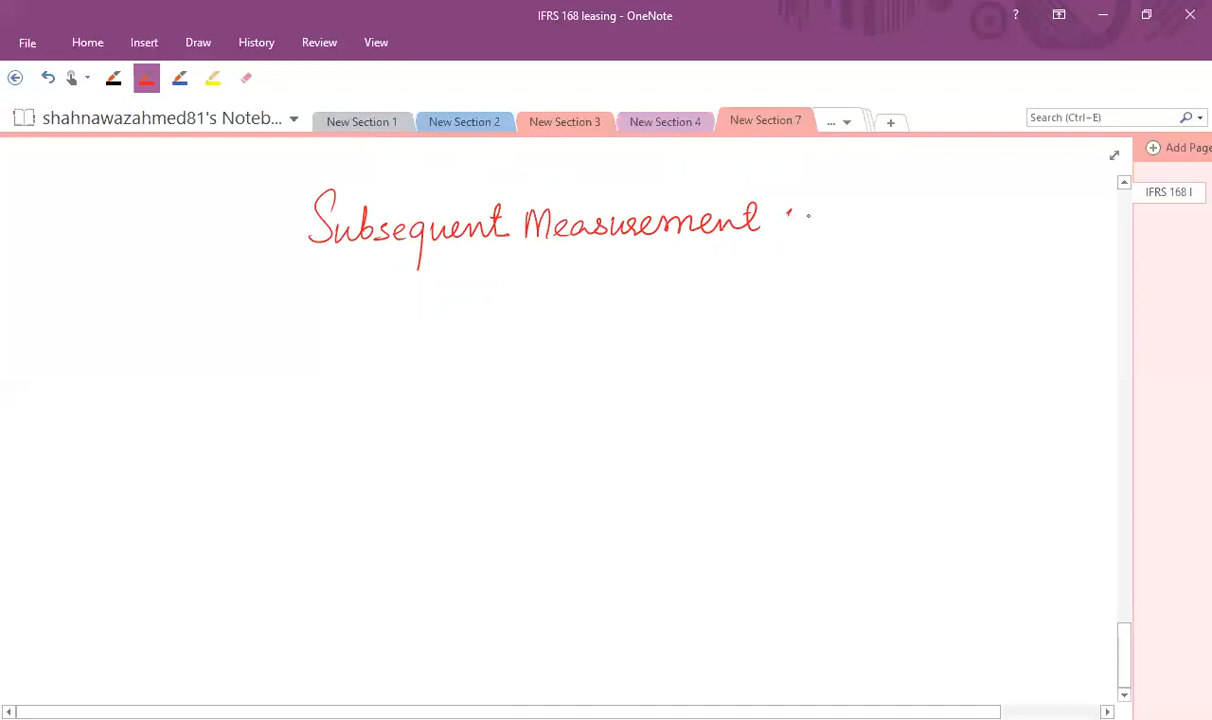 IFRS 168 leasing - OneNote
?
File Home Insert Draw History Review View
shahnawazahmed81's Noteb... New Section 1 New Section 2 New Section 3 New Section 4 New Section 7 ... + Search (Ctrl+E)
Add Page
IFRS 168 l
Subsequent Measurement